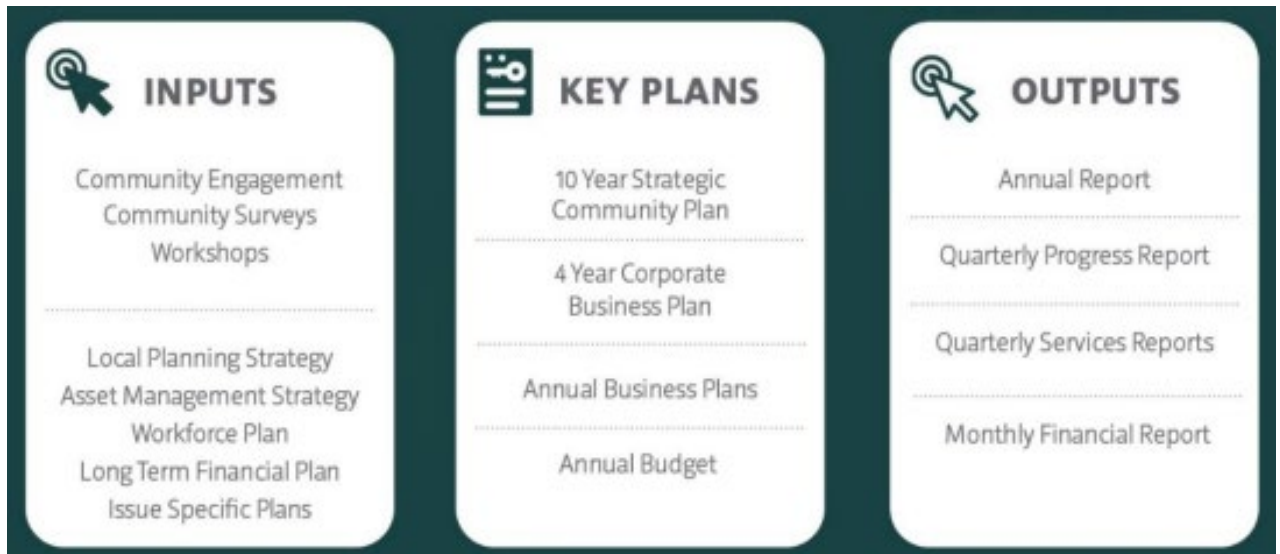 INPUTS
Community Engagement
Community Surveys
Workshops
Local Planning Strategy
Asset Management Strategy
Workforce Plan
Long Term Financial Plan
Issue Specific Plans
KEY PLANS
10 Year Strategic
Community Plan
4 Year Corporate
Business Plan
Annual Business Plans
Annual Budget
OUTPUTS
Annual Report
Quarterly Progress Report
Quarterly Services Reports
Monthly Financial Report